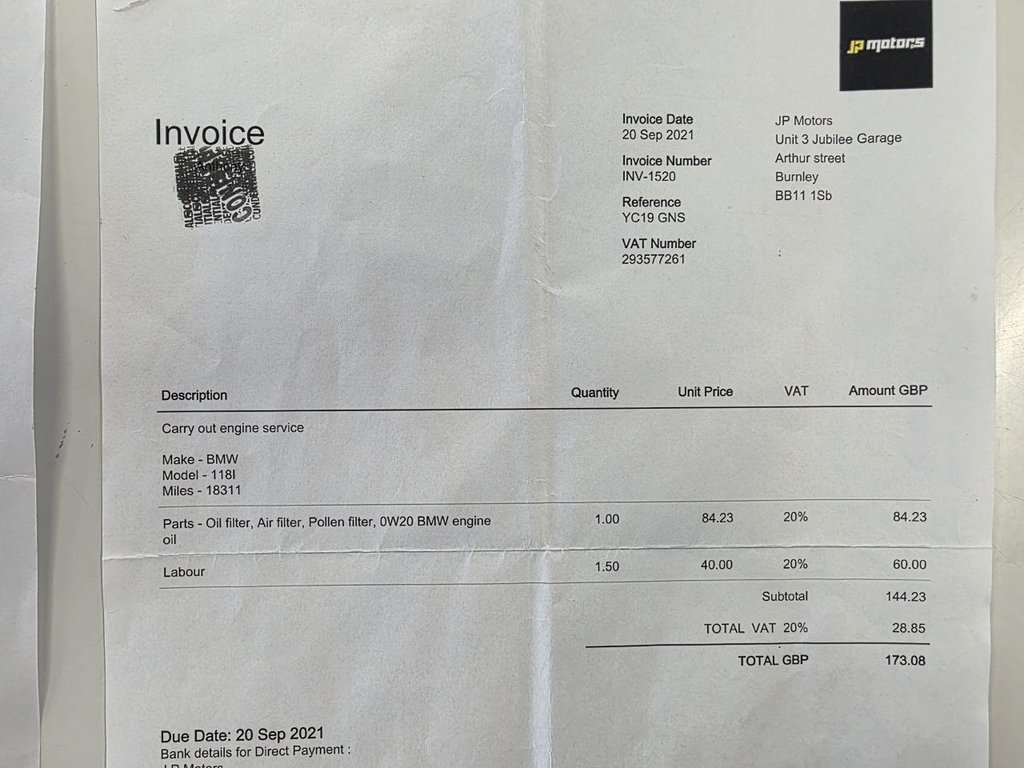 JP motors
Invoice
Invoice Date
20 Sep 2021
Invoice Number
INV-1520
Reference
YC19 GNS
VAT Number
293577261
JP Motors
Unit 3 Jubilee Garage
Arthur street
Burnley
BB11 1Sb
Description Quantity Unit Price VAT Amount GBP
Carry out engine service
Make - BMW
Model - 118I
Miles - 18311
Parts - Oil filter, Air filter, Pollen filter, 0W20 BMW engine 1.00 84.23 20% 84.23
oil
Labour 1.50 40.00 20% 60.00
Subtotal 144.23
TOTAL VAT 20% 28.85
TOTAL GBP 173.08
Due Date: 20 Sep 2021
Bank details for Direct Payment :
J P Motors